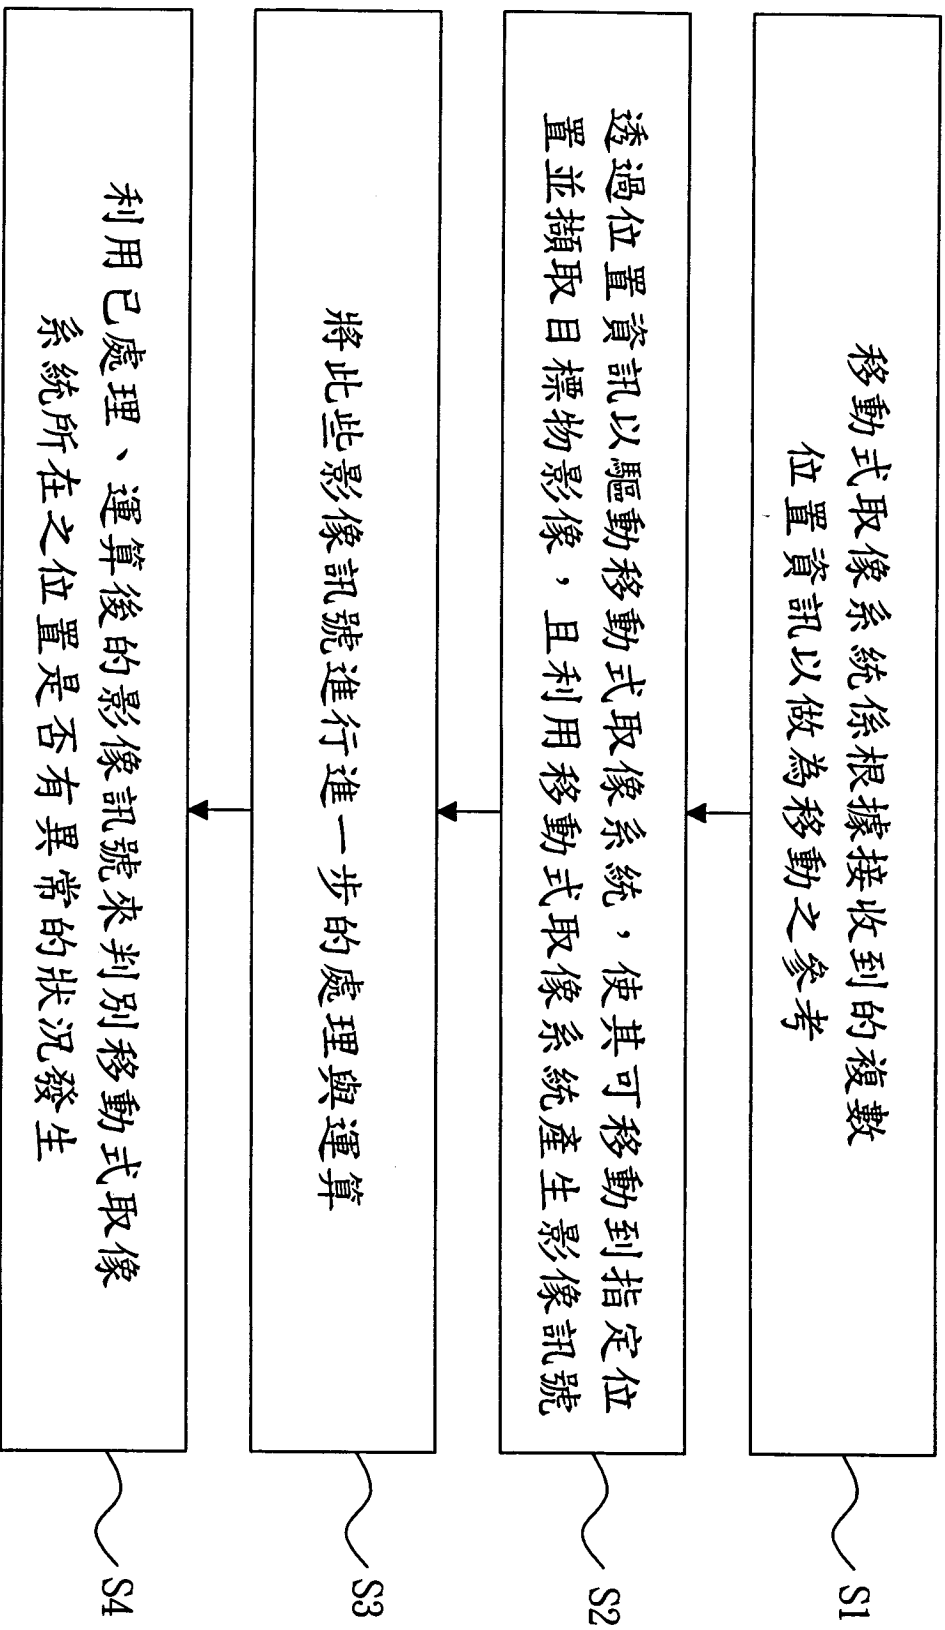 移動式取像系統係根據接收到的複數
位置資訊以做為移動之參考
S1
透過位置資訊以驅動移動式取像系統，使其可移動到指定位
置並擷取目標物影像，且利用移動式取像系統產生影像訊號
S2
將此些影像訊號進行進一步的處理與運算
S3
利用已處理、運算後的影像訊號來判別移動式取像
系統所在之位置是否有異常的狀況發生
S4